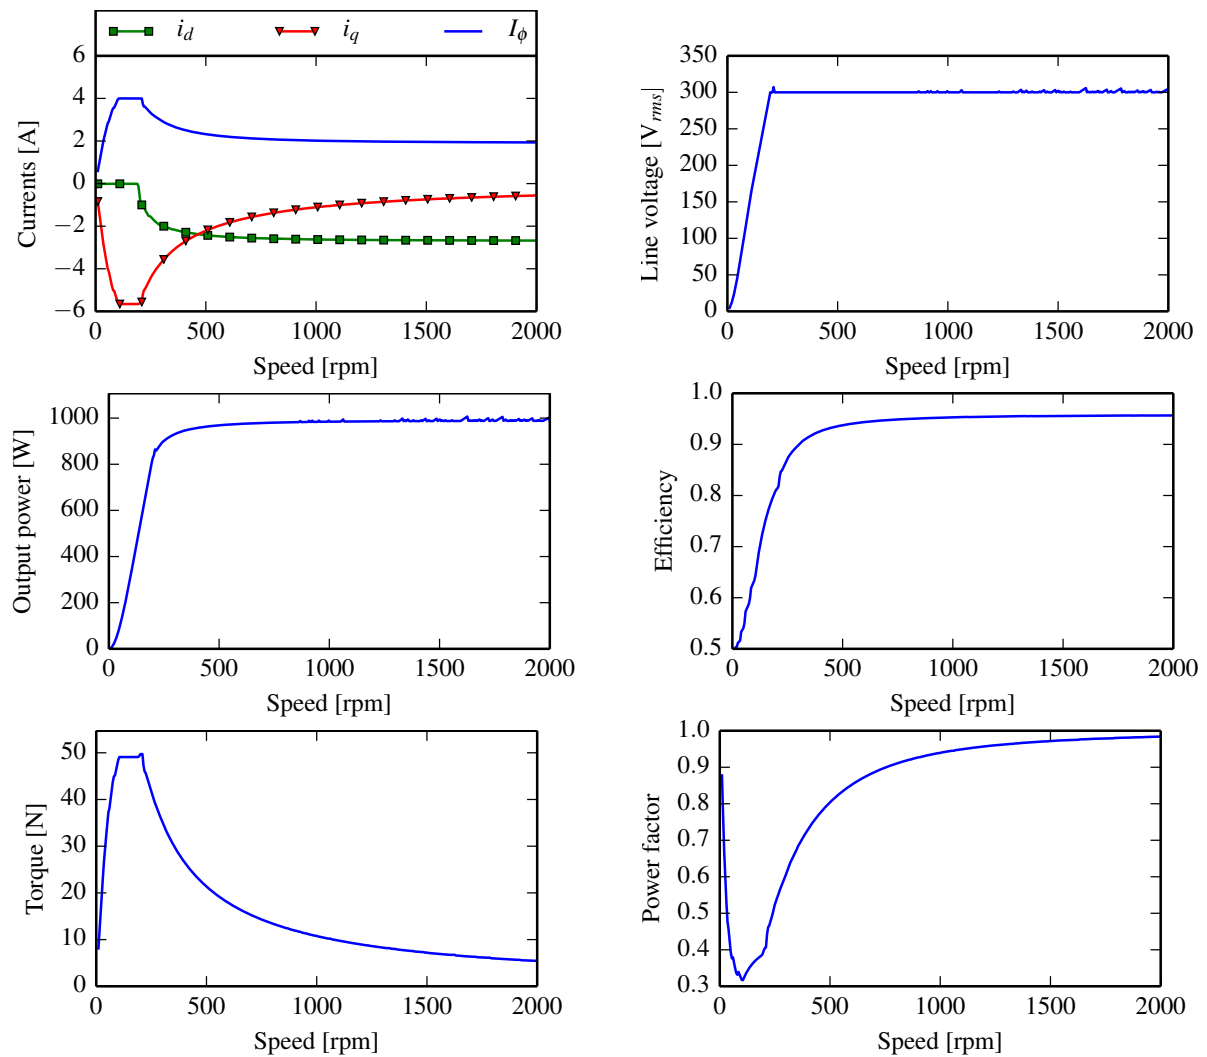 i_d i_q I_ϕ
6
4
2
0
−2
−4
−6
Currents [A]
0 500 1000 1500 2000
Speed [rpm]
350
300
250
200
150
100
50
0
Line voltage [V_rms]
0 500 1000 1500 2000
Speed [rpm]
1000
800
600
400
200
0
Output power [W]
0 500 1000 1500 2000
Speed [rpm]
1.0
0.9
0.8
0.7
0.6
0.5
Efficiency
0 500 1000 1500 2000
Speed [rpm]
50
40
30
20
10
0
Torque [N]
0 500 1000 1500 2000
Speed [rpm]
1.0
0.9
0.8
0.7
0.6
0.5
0.4
0.3
Power factor
0 500 1000 1500 2000
Speed [rpm]